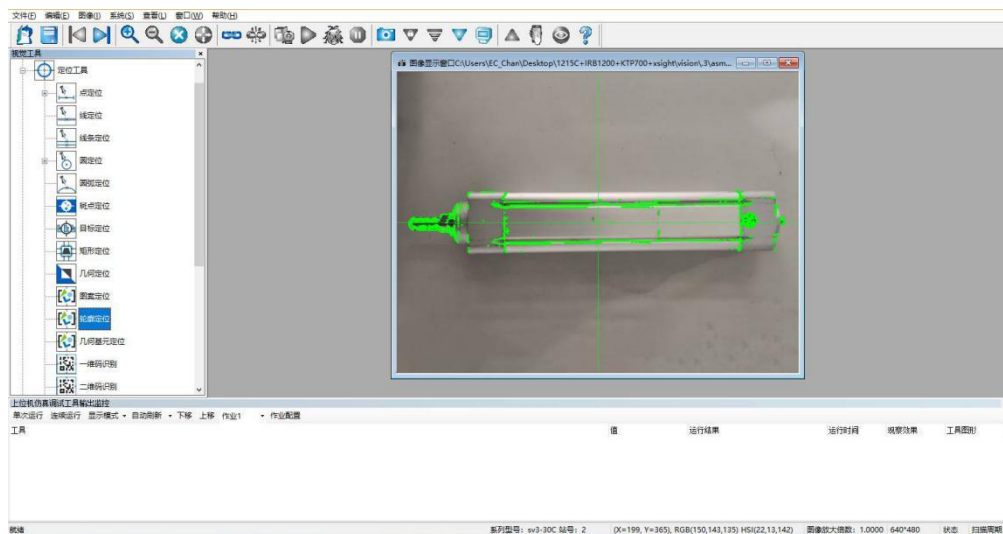 文件(F) 编辑(E) 图像(I) 系统(S) 查看(L) 窗口(W) 帮助(H)
视觉工具
图像显示窗口C:\Users\EC_Chan\Desktop\1215C+IRB1200+KTP700+xsight\vision\.3\asm...
定位工具
点定位
线定位
线条定位
圆定位
圆弧定位
斑点定位
目标定位
矩形定位
几何定位
图案定位
轮廓定位
几何基元定位
一维码识别
二维码识别
上位机仿真调试工具输出监控
单次运行 连续运行 显示模式 自动刷新 下移 上移 作业1 作业配置
工具 值 运行结果 运行时间 观察效果 工具图形
就绪 系列型号: sv3-30C 站号: 2 (X=199, Y=365), RGB(150,143,135) HSI(22,13,142) 图像放大倍数: 1.0000 640*480 状态 扫描周期